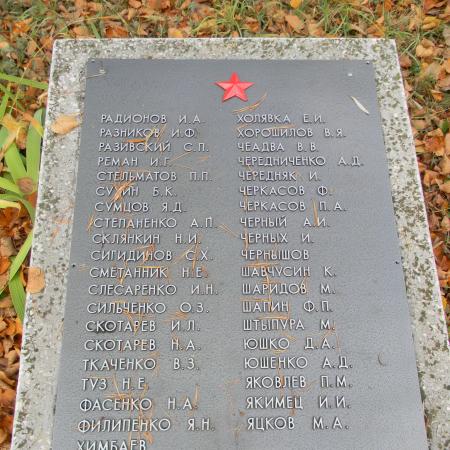 РАДИОНОВ И.А.
РАЗНИКОВ И.Ф.
РАЗИВСКИЙ С.П.
РЕМАН И.Г.
СТЕЛЬМАТОВ П.П.
СУХИН Б.К.
СУМЦОВ Я.Д.
СТЕПАНЕНКО А.П.
СКЛЯНКИН Н.И.
СИГИДИНОВ С.Х.
СМЕТАННИК Н.Е.
СЛЕСАРЕНКО И.Н.
СИЛЬЧЕНКО О.З.
СКОТАРЕВ И.Л.
СКОТАРЕВ Н.А.
ТКАЧЕНКО В.З.
ТУЗ Н.Е.
ФАСЕНКО Н.А.
ФИЛИПЕНКО Я.Н.
ХИМБАЕВ
ХОЛЯВКА Е.И.
ХОРОШИЛОВ В.Я.
ЧЕАДВА В.В.
ЧЕРЕДНИЧЕНКО А.Д.
ЧЕРЕДНЯК И.
ЧЕРКАСОВ Ф.
ЧЕРКАСОВ П.А.
ЧЕРНЫЙ А.И.
ЧЕРНЫХ И.
ЧЕРНЫШОВ
ШАВЧУСИН К.
ШАРИДОВ М.
ШАПИН Ф.П.
ШТЫПУРА М.
ЮШКО Д.А.
ЮШЕНКО А.Д.
ЯКОВЛЕВ П.М.
ЯКИМЕЦ И.И.
ЯЦКОВ М.А.